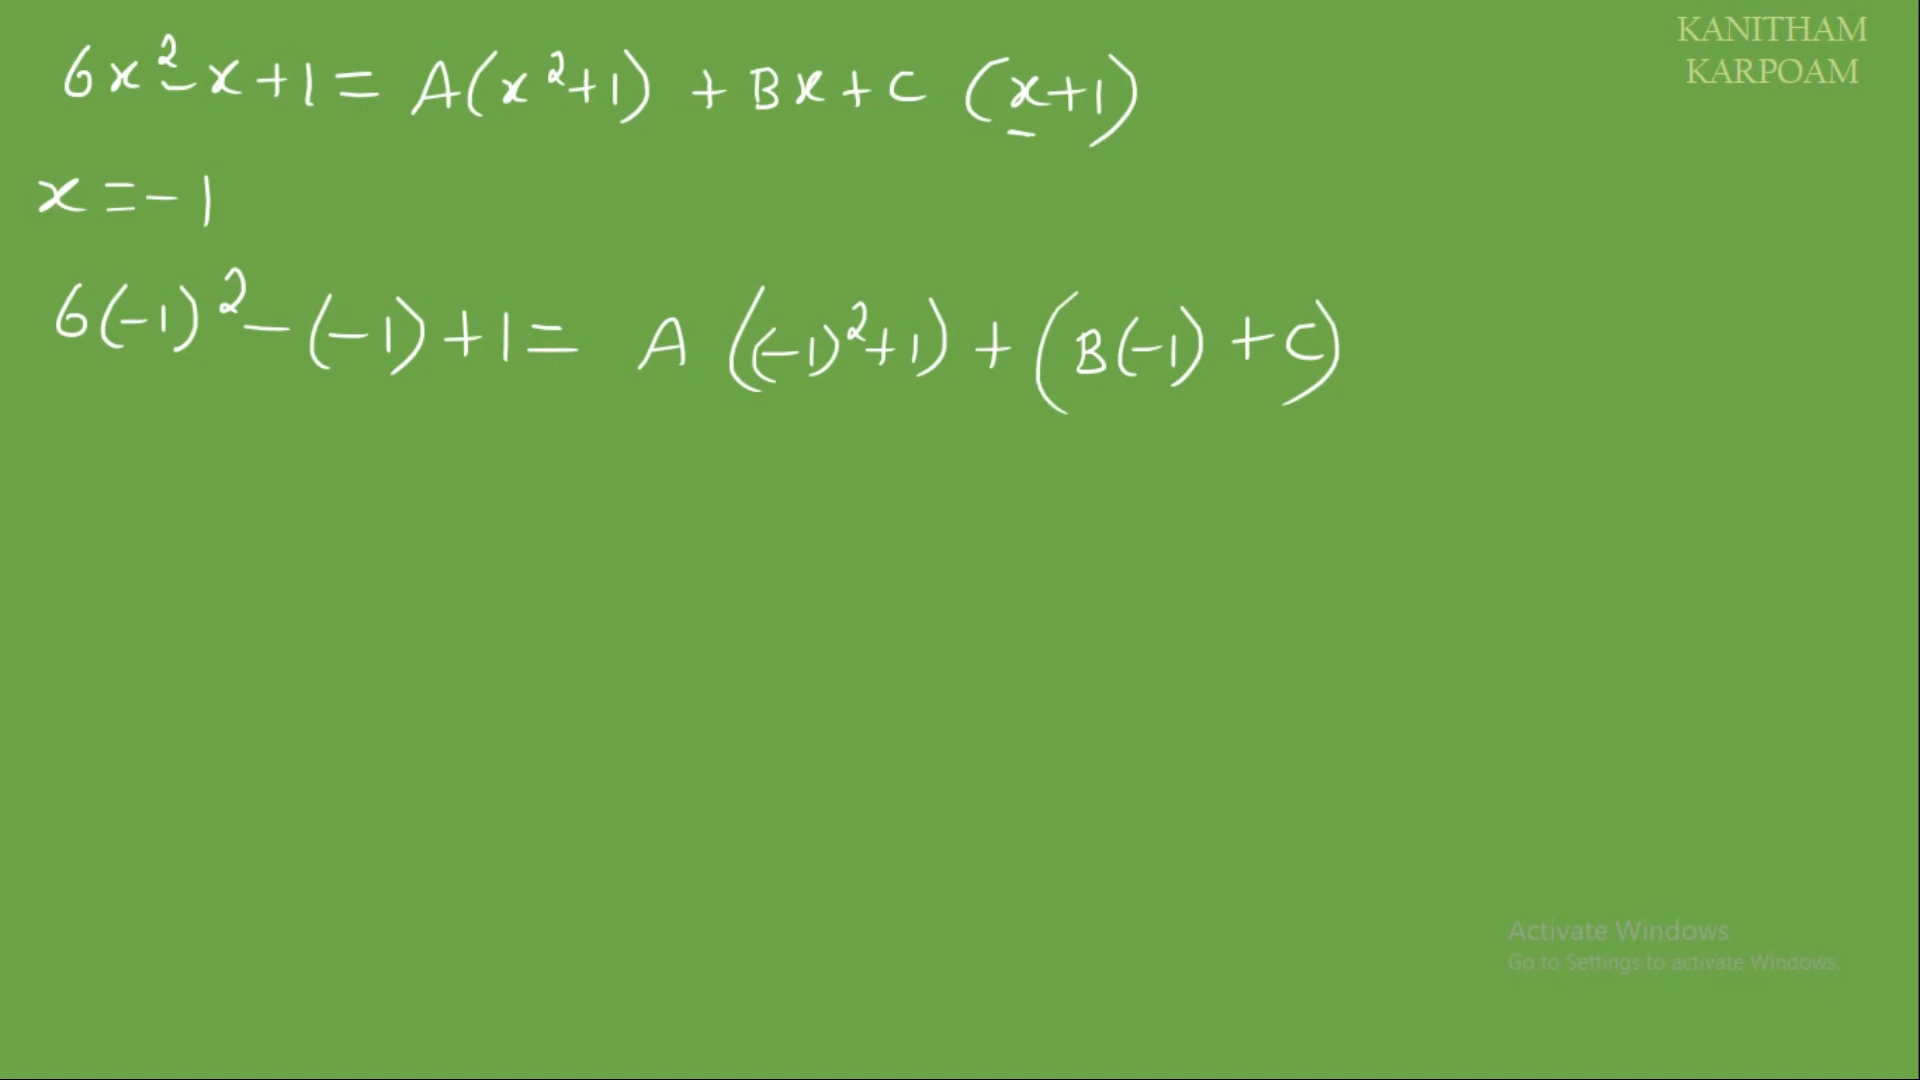 KANITHAM
KARPOAM
6x² - x + 1 = A(x² + 1) + Bx + C (x + 1)
x = - 1
6(-1)² - (-1) + 1 = A ((-1)² + 1) + (B(-1) + C)
Activate Windows
Go to Settings to activate Windows.